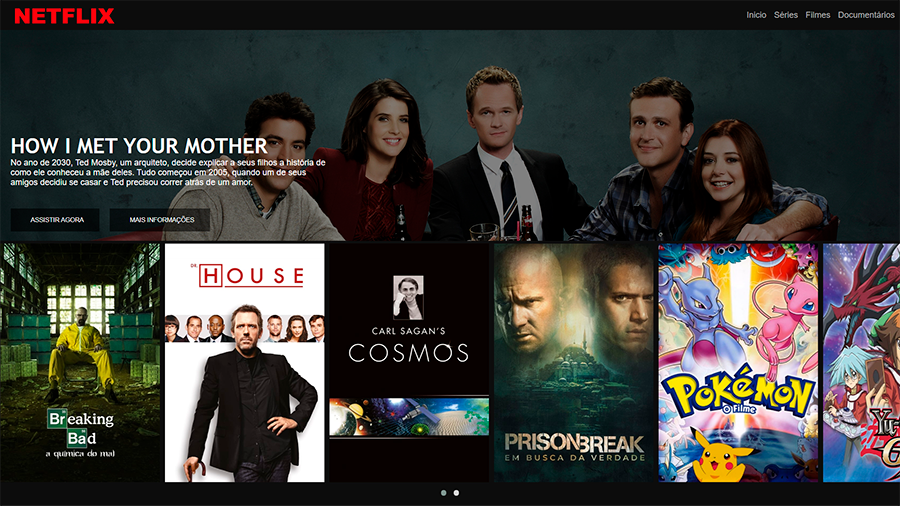 NETFLIX
Início Séries Filmes Documentários
HOW I MET YOUR MOTHER
No ano de 2030, Ted Mosby, um arquiteto, decide explicar a seus filhos a história de
como ele conheceu a mãe deles. Tudo começou em 2005, quando um de seus
amigos decidiu se casar e Ted precisou correr atrás de um amor.
ASSISTIR AGORA MAIS INFORMAÇÕES
Breaking
Bad
a química do mal
DR.
HOUSE
CARL SAGAN'S
COSMOS
PRISON BREAK
EM BUSCA DA VERDADE
POKéMON
O Filme
Yu-
G